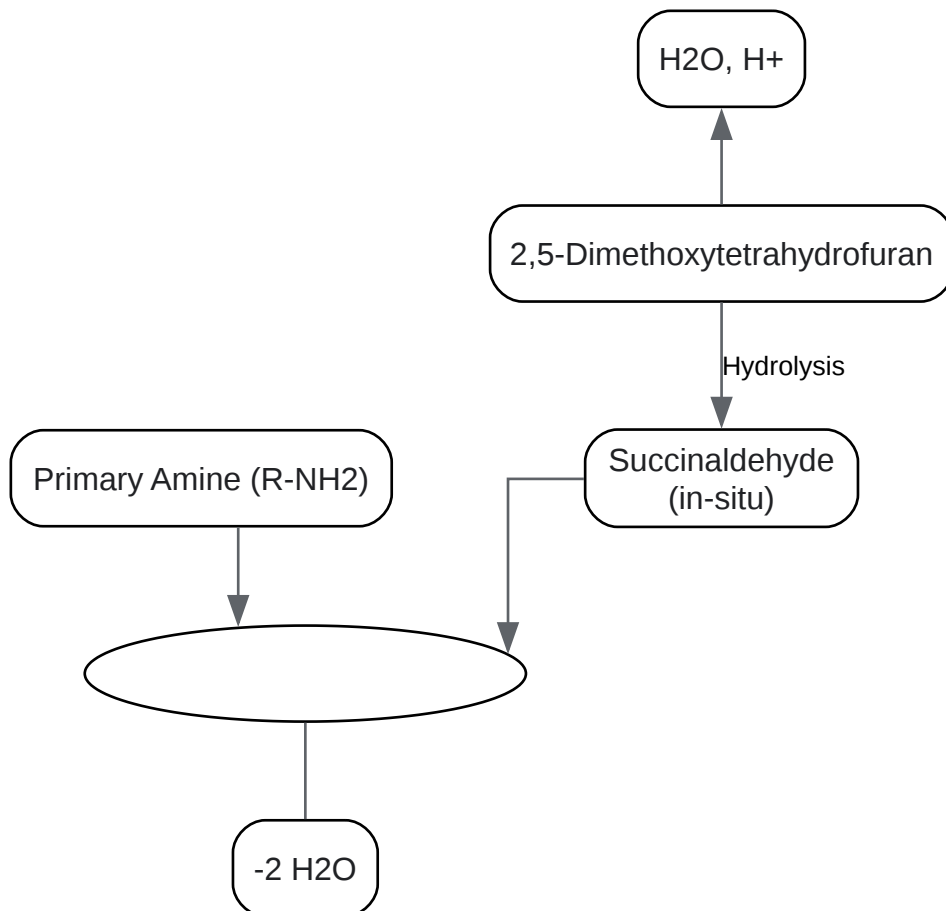 H2O, H+
2,5-Dimethoxytetrahydrofuran
Hydrolysis
Succinaldehyde
(in-situ)
Primary Amine (R-NH2)
-2 H2O